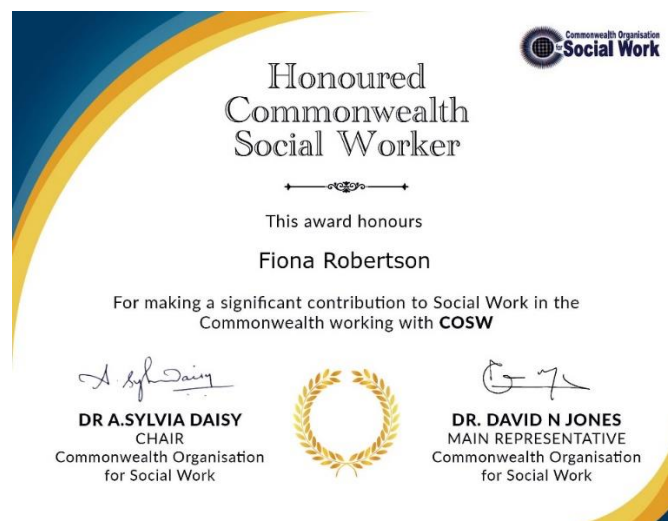 Commonwealth Organisation
for Social Work
Honoured
Commonwealth
Social Worker
This award honours
Fiona Robertson
For making a significant contribution to Social Work in the
Commonwealth working with COSW
A. Sylvia Daisy
DR A.SYLVIA DAISY
CHAIR
Commonwealth Organisation
for Social Work
DR. DAVID N JONES
MAIN REPRESENTATIVE
Commonwealth Organisation
for Social Work